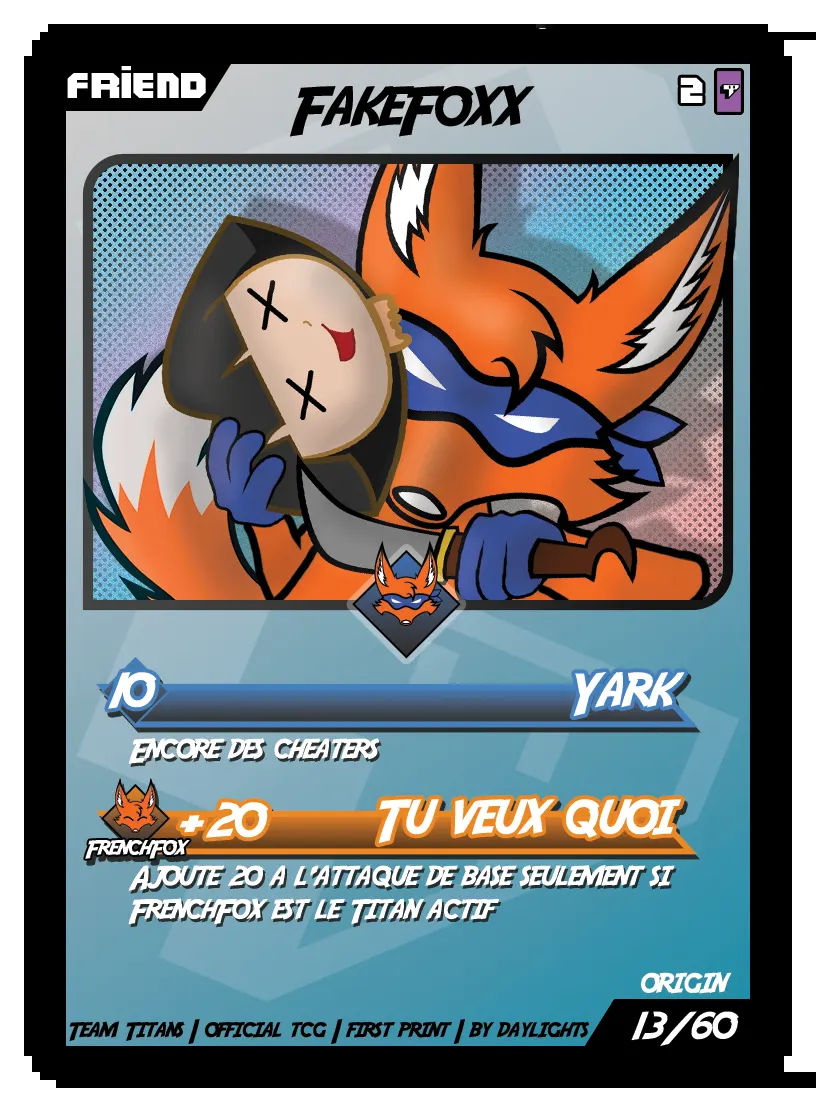 FRIEND
FAKEFOXX
2
10 YARK
ENCORE DES CHEATERS
FRENCHFOX +20 TU VEUX QUOI
AJOUTE 20 A L'ATTAQUE DE BASE SEULEMENT SI
FRENCHFOX EST LE TITAN ACTIF
ORIGIN
TEAM TITANS | OFFICIAL TCG | FIRST PRINT | BY DAYLIGHTS
13/60